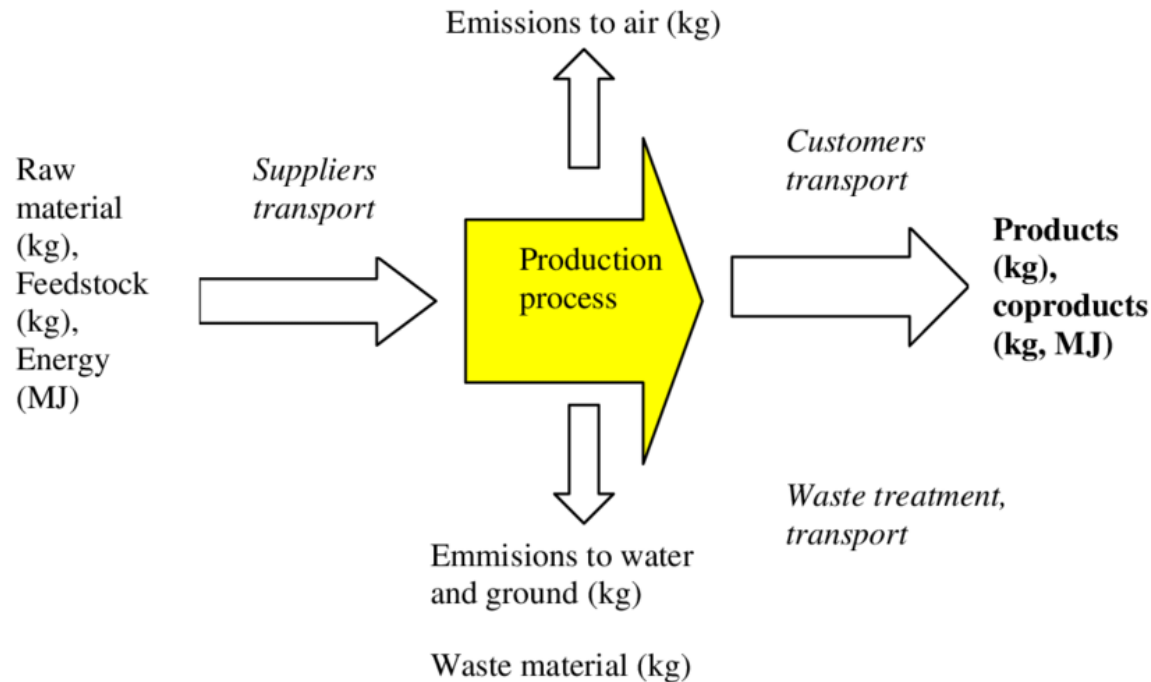 Emissions to air (kg)
Raw
material
(kg),
Feedstock
(kg),
Energy
(MJ)
Suppliers
transport
Production
process
Customers
transport
Products
(kg),
coproducts
(kg, MJ)
Waste treatment,
transport
Emmisions to water
and ground (kg)
Waste material (kg)